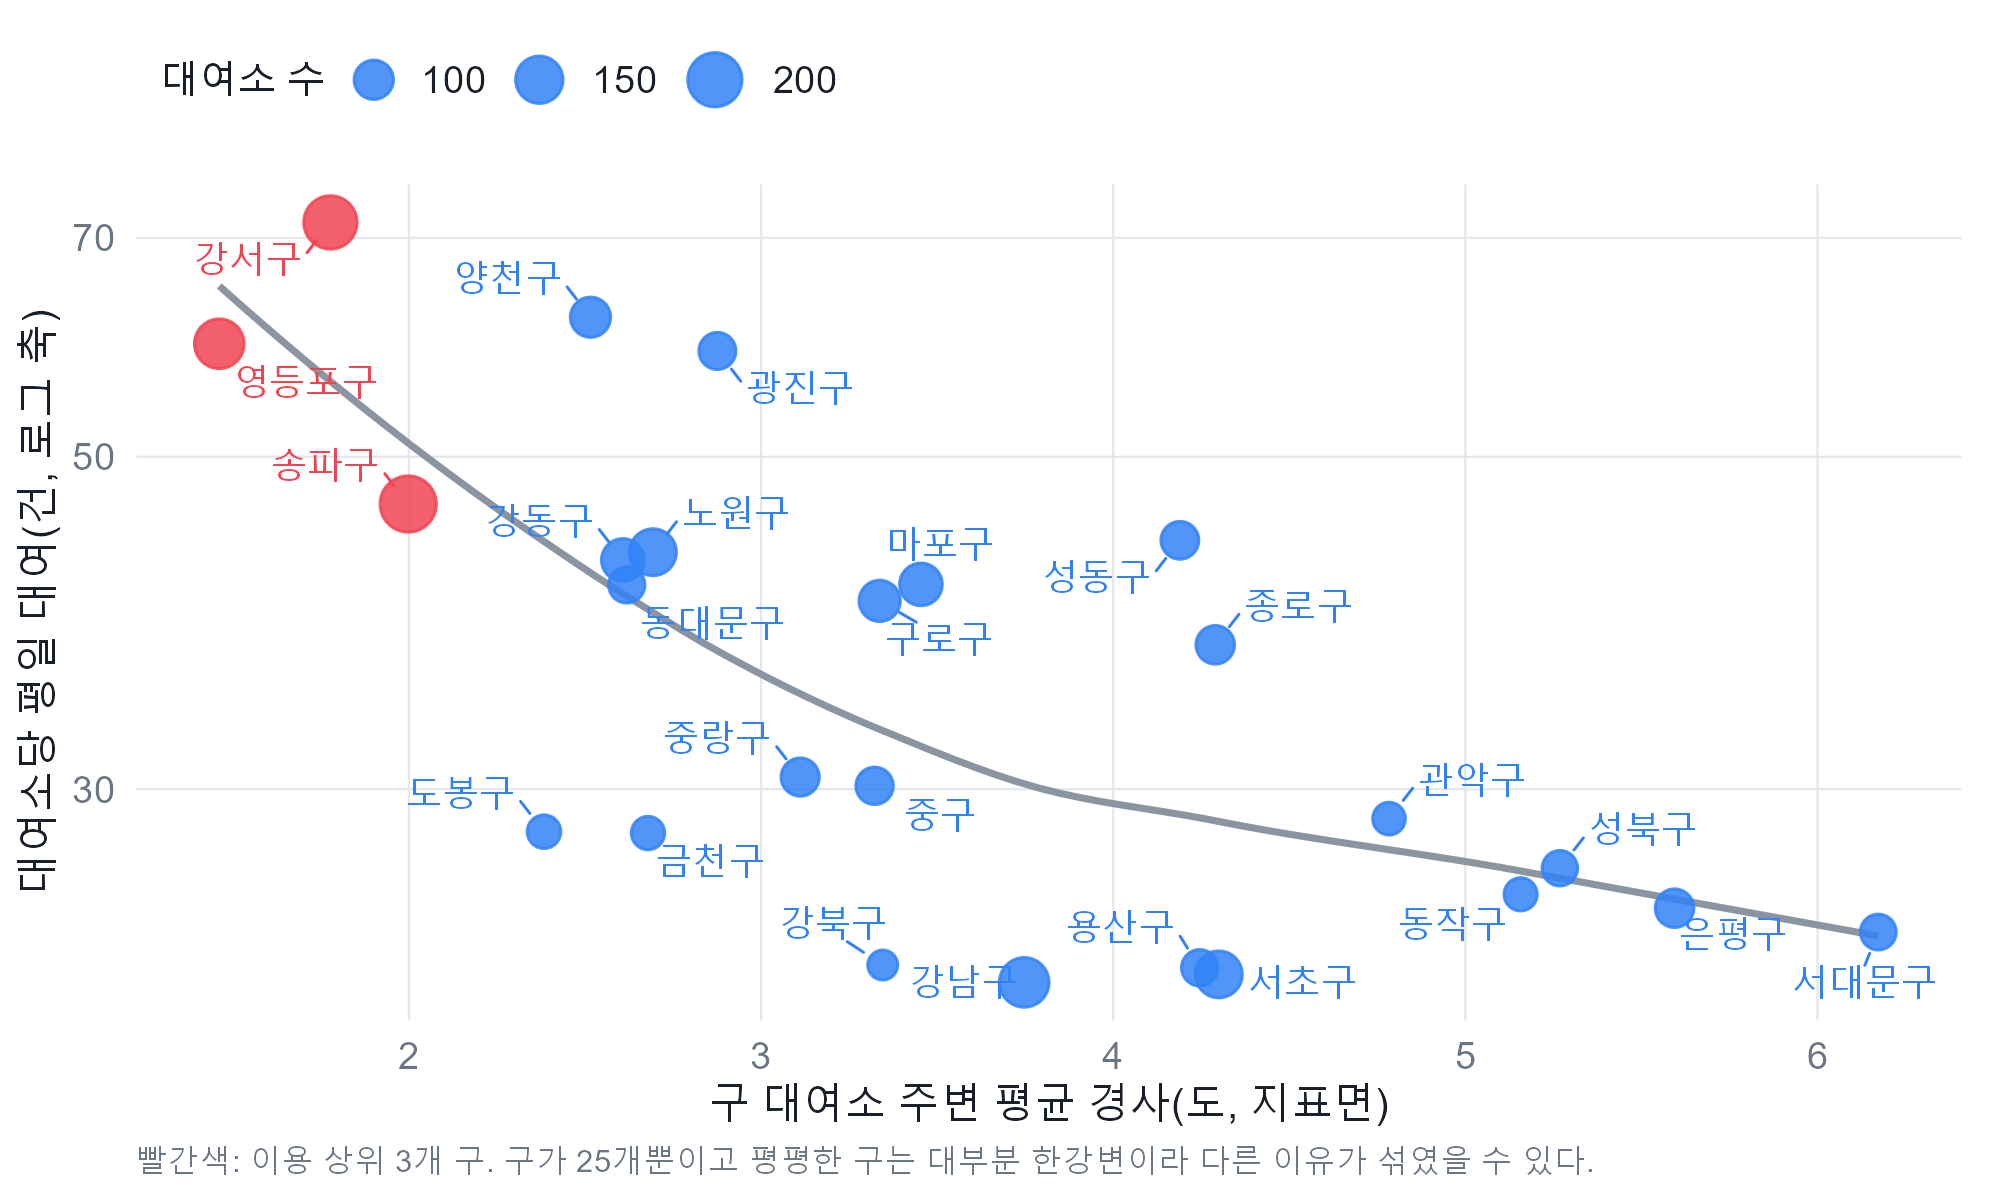 대여소 수 100 150 200
대여소당 평일 대여(건, 로그 축)
70
50
30
강서구
양천구
영등포구
광진구
송파구
강동구
노원구
마포구
성동구
동대문구
구로구
종로구
중랑구
도봉구
중구
관악구
금천구
성북구
강북구
용산구
동작구
은평구
강남구
서초구
서대문구
2 3 4 5 6
구 대여소 주변 평균 경사(도, 지표면)
빨간색: 이용 상위 3개 구. 구가 25개뿐이고 평평한 구는 대부분 한강변이라 다른 이유가 섞였을 수 있다.